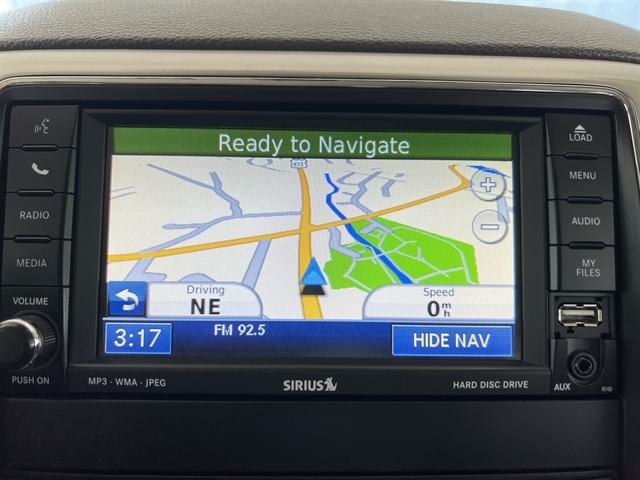 Ready to Navigate
LOAD
MENU
RADIO
AUDIO
MEDIA
MY
FILES
Driving
NE
Speed
0 m
h
VOLUME
3:17
FM 92.5
HIDE NAV
PUSH ON
MP3 · WMA · JPEG
SIRIUS
HARD DISC DRIVE
AUX
RHB